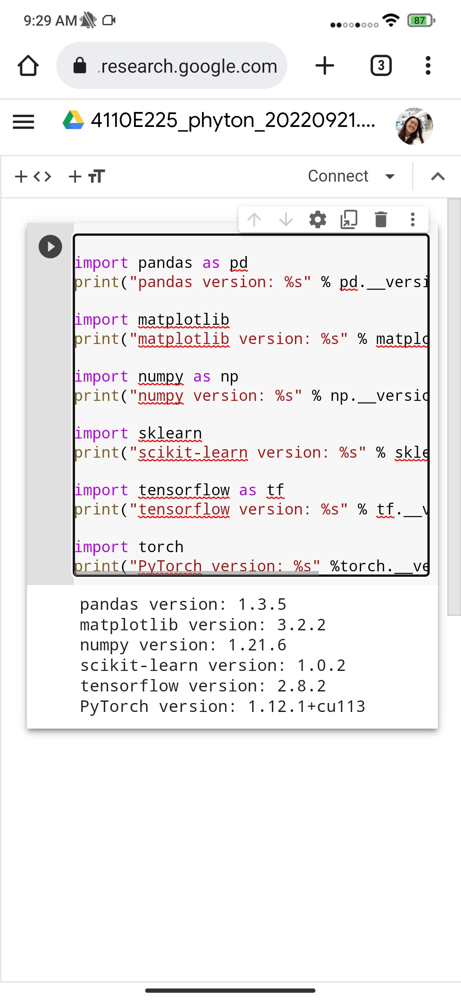 9:29 AM 87
.research.google.com 3
4110E225_phyton_20220921....
Connect
import pandas as pd
print("pandas version: %s" % pd.__versi
import matplotlib
print("matplotlib version: %s" % matplo
import numpy as np
print("numpy version: %s" % np.__versio
import sklearn
print("scikit-learn version: %s" % skle
import tensorflow as tf
print("tensorflow version: %s" % tf.__v
import torch
print("PyTorch version: %s" %torch.__ve
pandas version: 1.3.5
matplotlib version: 3.2.2
numpy version: 1.21.6
scikit-learn version: 1.0.2
tensorflow version: 2.8.2
PyTorch version: 1.12.1+cu113